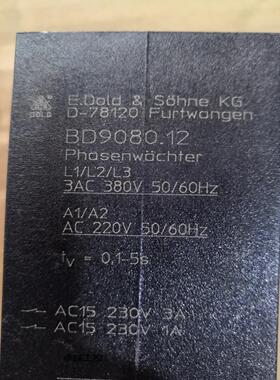 DOLD
E.Dold & Söhne KG
D-78120 Furtwangen
BD9080.12
Phasenwächter
L1/L2/L3
3AC 380V 50/60Hz
A1/A2
AC 220V 50/60Hz
tv = 0,1-5s
AC15 230V 3A
AC15 230V 1A